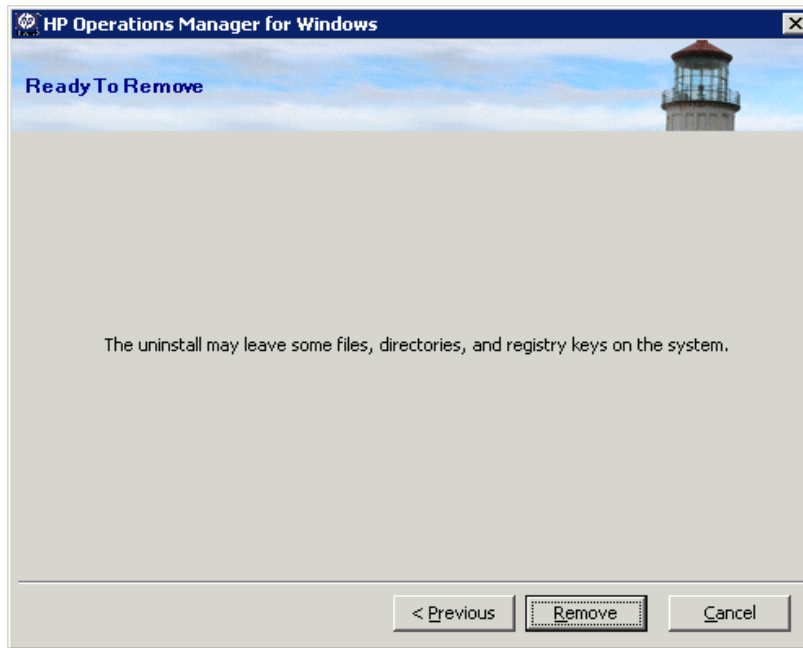 HP Operations Manager for Windows
Ready To Remove
The uninstall may leave some files, directories, and registry keys on the system.
< Previous Remove Cancel